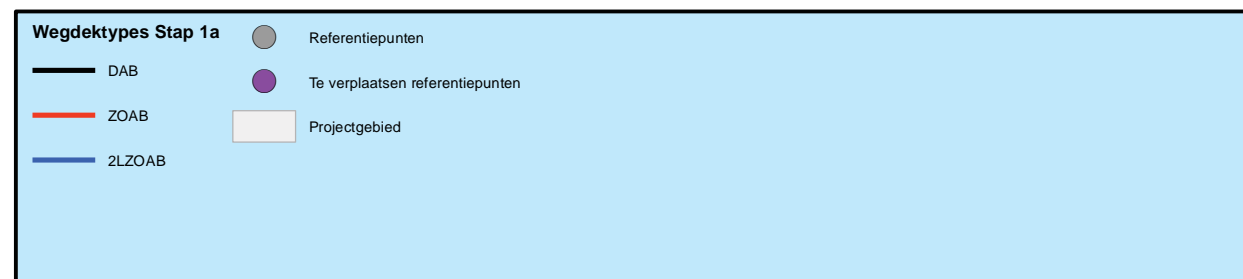 Wegdektypes Stap 1a
DAB
ZOAB
2LZOAB
Referentiepunten
Te verplaatsen referentiepunten
Projectgebied